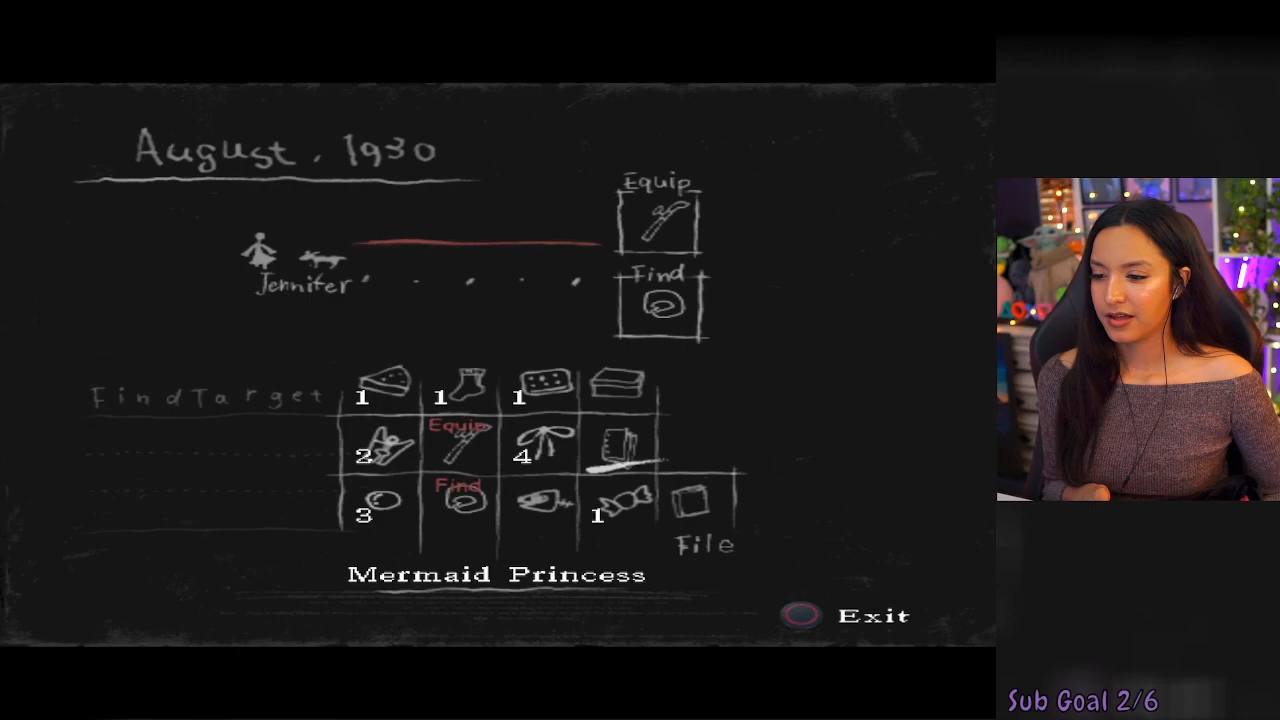 August, 1930
Equip
Jennifer
Find
FindTarget
1 1 1
Equip
2 4
Find
3 1
File
Mermaid Princess
Exit
Sub Goal 2/6